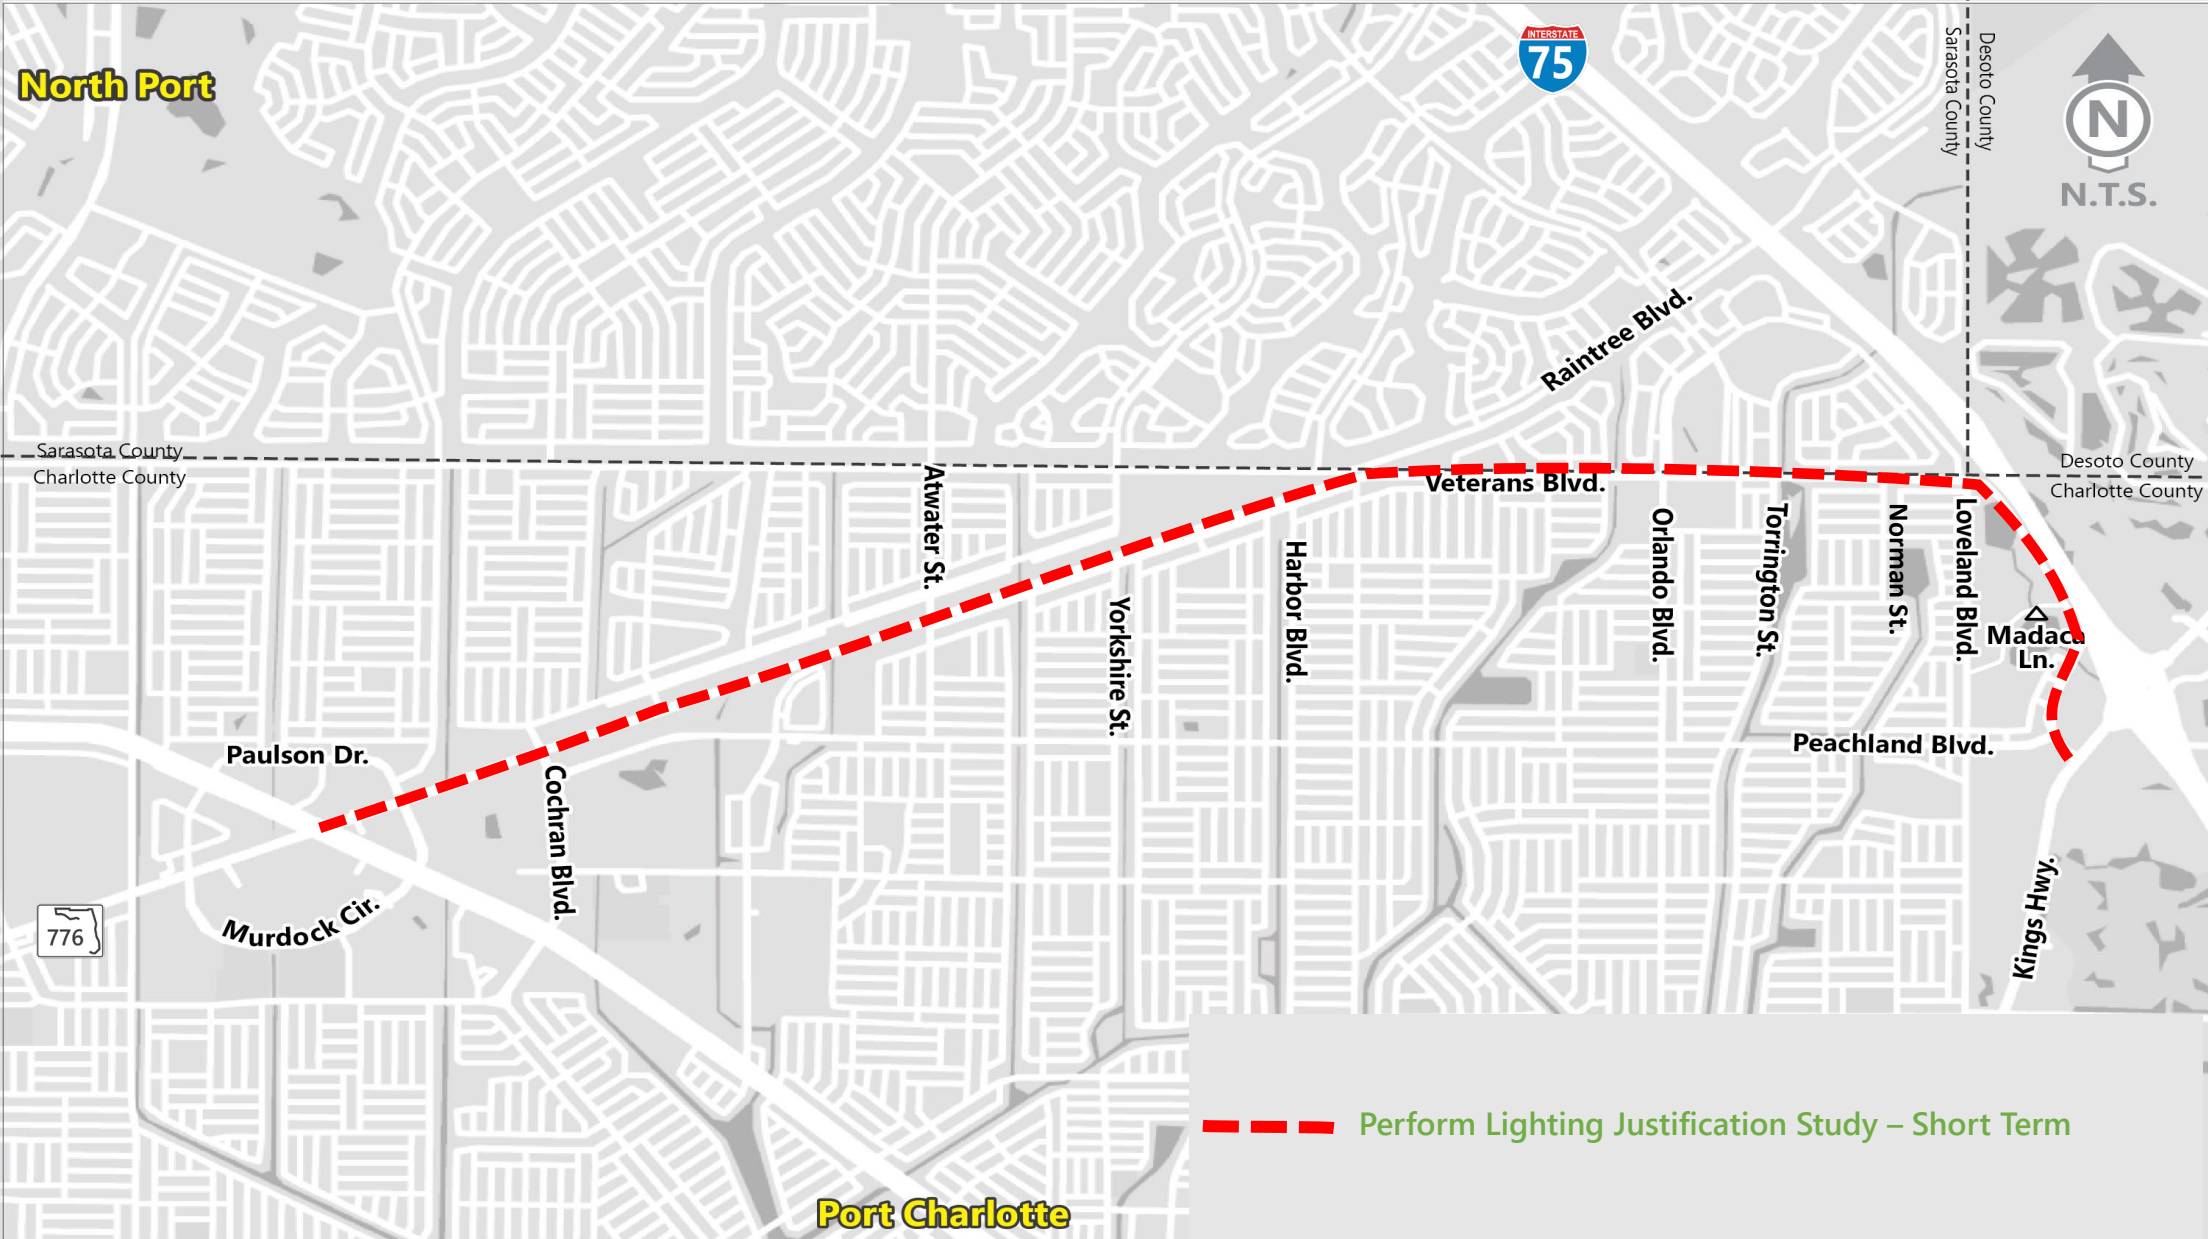 INTERSTATE
75
North Port
Sarasota County
Desoto County
N
N.T.S.
Raintree Blvd.
Sarasota County
Charlotte County
Desoto County
Charlotte County
Veterans Blvd.
Atwater St.
Yorkshire St.
Harbor Blvd.
Orlando Blvd.
Torrington St.
Norman St.
Loveland Blvd.
Madaca
Ln.
Paulson Dr.
Cochran Blvd.
Peachland Blvd.
Murdock Cir.
776
Kings Hwy.
Perform Lighting Justification Study – Short Term
Port Charlotte